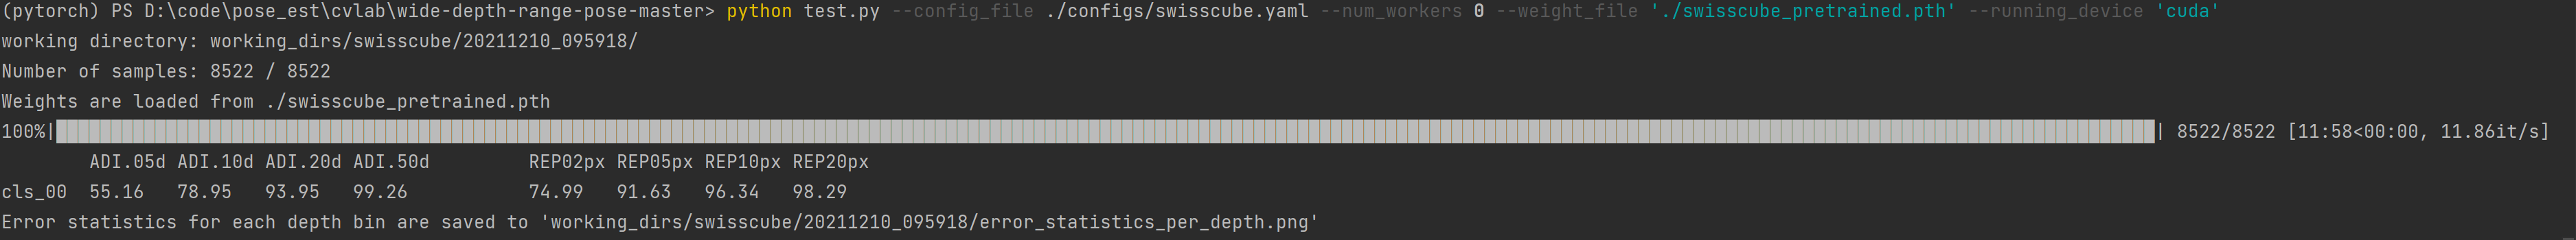 (pytorch) PS D:\code\pose_est\cvlab\wide-depth-range-pose-master> python test.py --config_file ./configs/swisscube.yaml --num_workers 0 --weight_file './swisscube_pretrained.pth' --running_device 'cuda'
working directory: working_dirs/swisscube/20211210_095918/
Number of samples: 8522 / 8522
Weights are loaded from ./swisscube_pretrained.pth
100%| | 8522/8522 [11:58<00:00, 11.86it/s]
ADI.05d ADI.10d ADI.20d ADI.50d REP02px REP05px REP10px REP20px
cls_00 55.16 78.95 93.95 99.26 74.99 91.63 96.34 98.29
Error statistics for each depth bin are saved to 'working_dirs/swisscube/20211210_095918/error_statistics_per_depth.png'